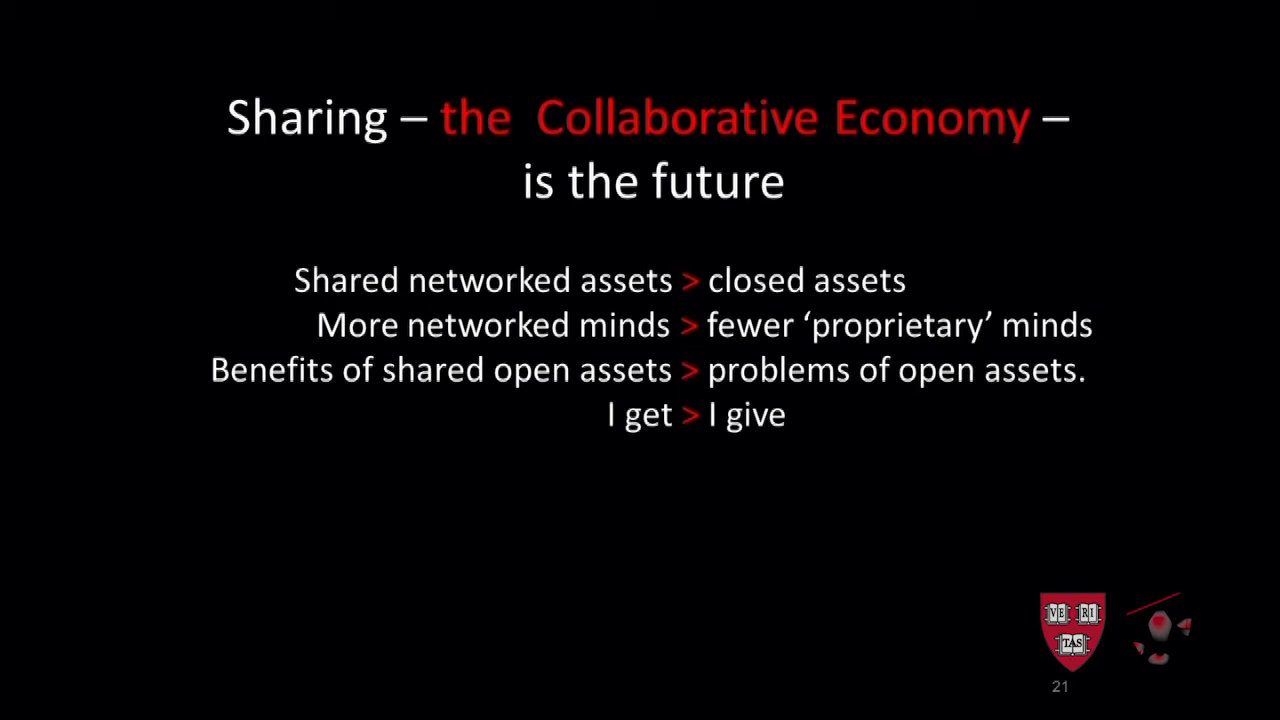 Sharing – the Collaborative Economy –
is the future
Shared networked assets > closed assets
More networked minds > fewer ‘proprietary’ minds
Benefits of shared open assets > problems of open assets.
I get > I give
VE RI
TAS
21